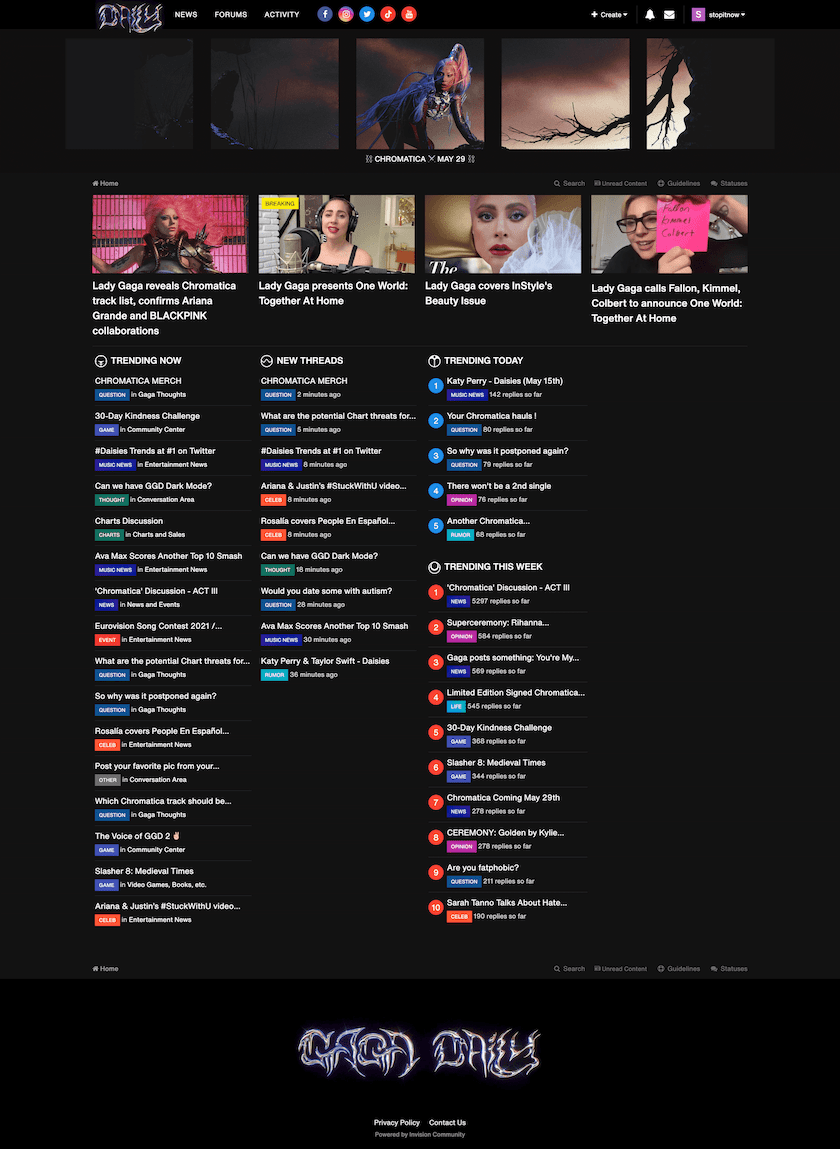 DAILY
NEWS FORUMS ACTIVITY
Create
S stopitnow
⛓ CHROMATICA ⚔ MAY 29 ⛓
Home
Search Unread Content Guidelines Statuses
BREAKING
The
Fallon
Kimmel
Colbert
Lady Gaga reveals Chromatica
track list, confirms Ariana
Grande and BLACKPINK
collaborations
Lady Gaga presents One World:
Together At Home
Lady Gaga covers InStyle's
Beauty Issue
Lady Gaga calls Fallon, Kimmel,
Colbert to announce One World:
Together At Home
TRENDING NOW
CHROMATICA MERCH
QUESTION in Gaga Thoughts
30-Day Kindness Challenge
GAME in Community Center
#Daisies Trends at #1 on Twitter
MUSIC NEWS in Entertainment News
Can we have GGD Dark Mode?
THOUGHT in Conversation Area
Charts Discussion
CHARTS in Charts and Sales
Ava Max Scores Another Top 10 Smash
MUSIC NEWS in Entertainment News
'Chromatica' Discussion - ACT III
NEWS in News and Events
Eurovision Song Contest 2021 /...
EVENT in Entertainment News
What are the potential Chart threats for...
QUESTION in Gaga Thoughts
So why was it postponed again?
QUESTION in Gaga Thoughts
Rosalía covers People En Español...
CELEB in Entertainment News
Post your favorite pic from your...
OTHER in Conversation Area
Which Chromatica track should be...
QUESTION in Gaga Thoughts
The Voice of GGD 2 ✌🏻
GAME in Community Center
Slasher 8: Medieval Times
GAME in Video Games, Books, etc.
Ariana & Justin's #StuckWithU video...
CELEB in Entertainment News
NEW THREADS
CHROMATICA MERCH
QUESTION 2 minutes ago
What are the potential Chart threats for...
QUESTION 5 minutes ago
#Daisies Trends at #1 on Twitter
MUSIC NEWS 8 minutes ago
Ariana & Justin's #StuckWithU video...
CELEB 8 minutes ago
Rosalía covers People En Español...
CELEB 8 minutes ago
Can we have GGD Dark Mode?
THOUGHT 18 minutes ago
Would you date some with autism?
QUESTION 28 minutes ago
Ava Max Scores Another Top 10 Smash
MUSIC NEWS 30 minutes ago
Katy Perry & Taylor Swift - Daisies
RUMOR 36 minutes ago
TRENDING TODAY
1 Katy Perry - Daisies (May 15th)
MUSIC NEWS 142 replies so far
2 Your Chromatica hauls !
QUESTION 80 replies so far
3 So why was it postponed again?
QUESTION 79 replies so far
4 There won't be a 2nd single
OPINION 76 replies so far
5 Another Chromatica...
RUMOR 68 replies so far
TRENDING THIS WEEK
1 'Chromatica' Discussion - ACT III
NEWS 5297 replies so far
2 Superceremony: Rihanna...
OPINION 584 replies so far
3 Gaga posts something: You're My...
NEWS 569 replies so far
4 Limited Edition Signed Chromatica...
LIFE 545 replies so far
5 30-Day Kindness Challenge
GAME 368 replies so far
6 Slasher 8: Medieval Times
GAME 344 replies so far
7 Chromatica Coming May 29th
NEWS 278 replies so far
8 CEREMONY: Golden by Kylie...
OPINION 278 replies so far
9 Are you fatphobic?
QUESTION 211 replies so far
10 Sarah Tanno Talks About Hate...
CELEB 190 replies so far
Home
Search Unread Content Guidelines Statuses
GAGA DAILY
Privacy Policy Contact Us
Powered by Invision Community